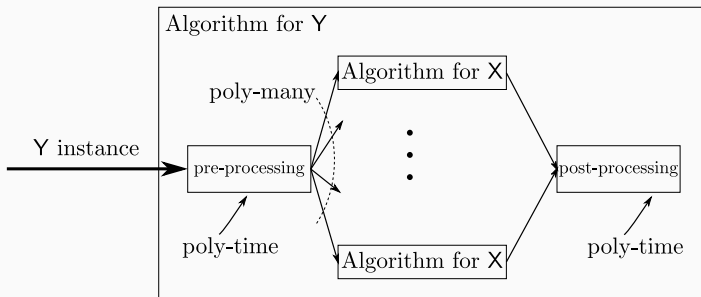 Algorithm for Y
Algorithm for X
poly-many
Y instance
pre-processing
post-processing
poly-time
poly-time
Algorithm for X